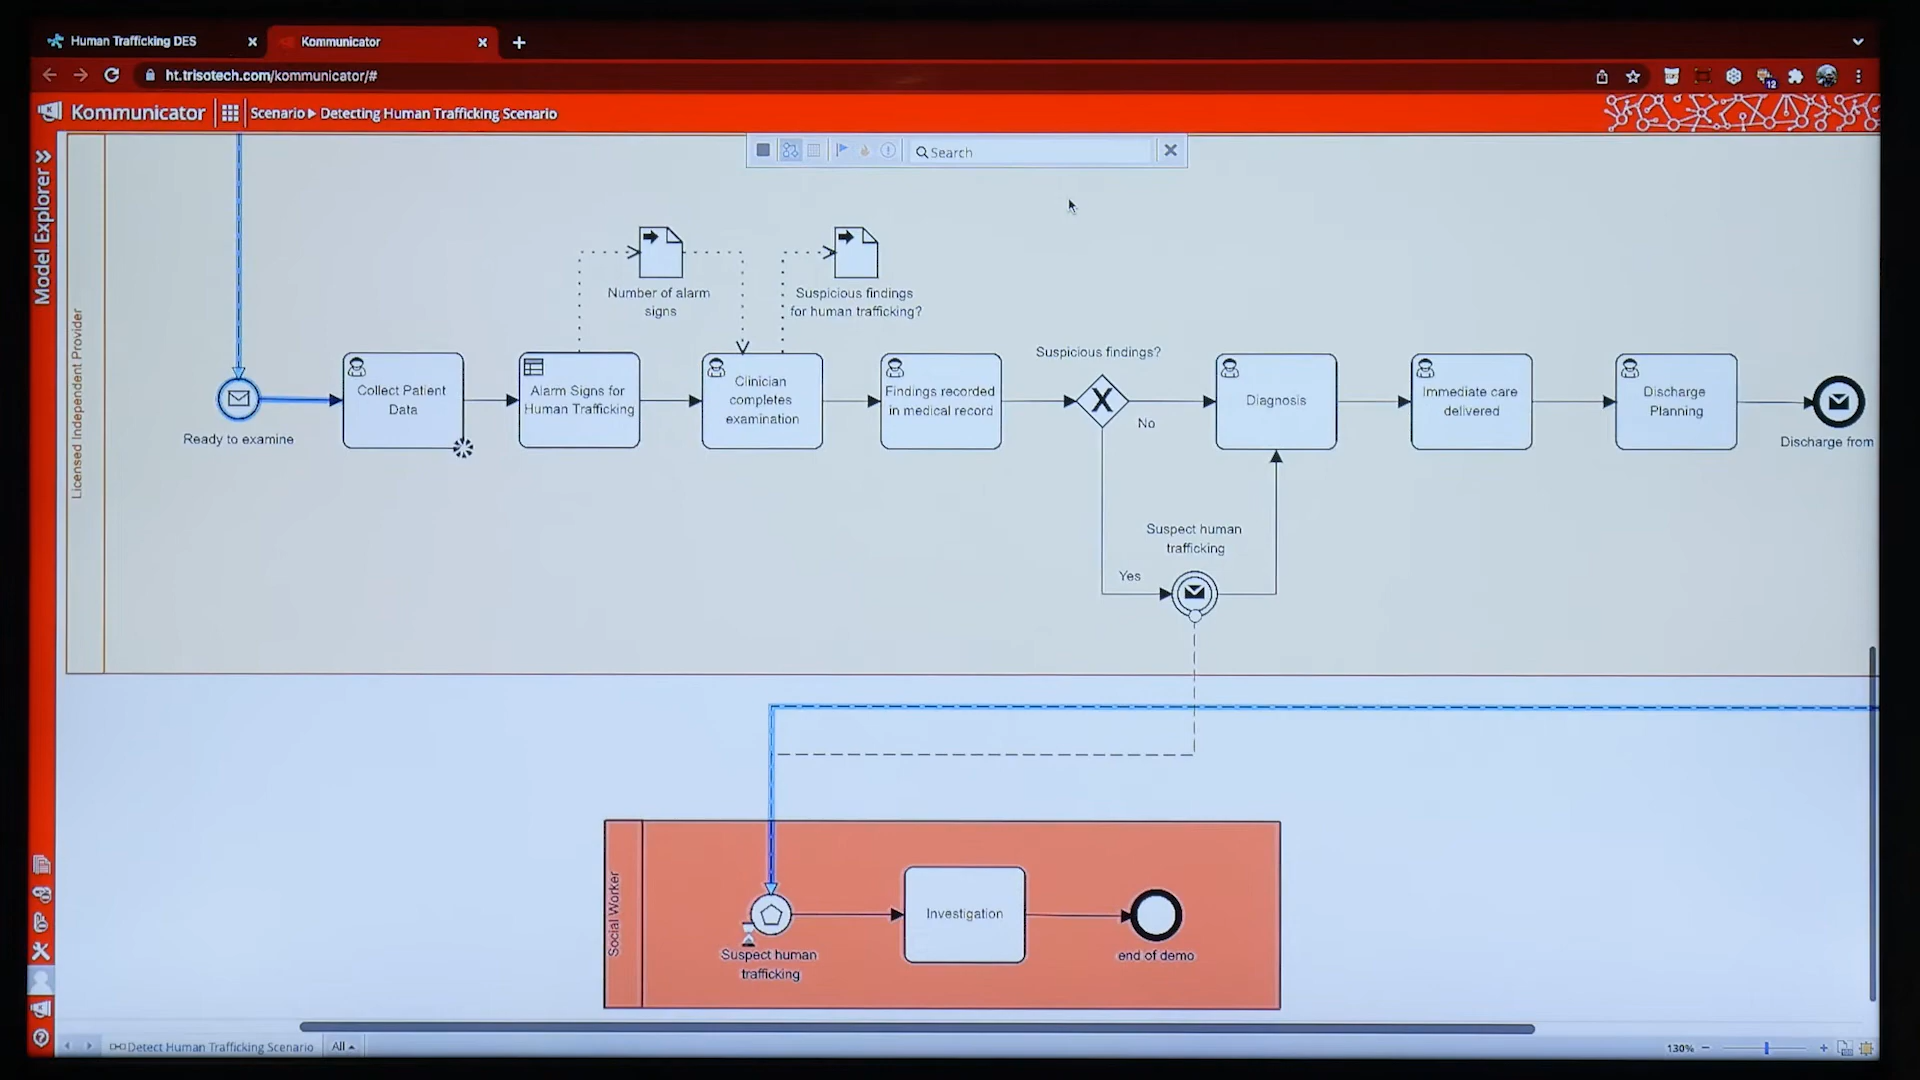 Human Trafficking DES
Kommunicator
ht.trisotech.com/kommunicator/#
12
Kommunicator
Scenario ▸ Detecting Human Trafficking Scenario
Search
Model Explorer
Licensed Independent Provider
Number of alarm
signs
Suspicious findings
for human trafficking?
Ready to examine
Collect Patient
Data
Alarm Signs for
Human Trafficking
Clinician
completes
examination
Findings recorded
in medical record
Suspicious findings?
X
No
Diagnosis
Immediate care
delivered
Discharge
Planning
Discharge from
Suspect human
trafficking
Yes
Social Worker
Suspect human
trafficking
Investigation
end of demo
Detect Human Trafficking Scenario
All
130%